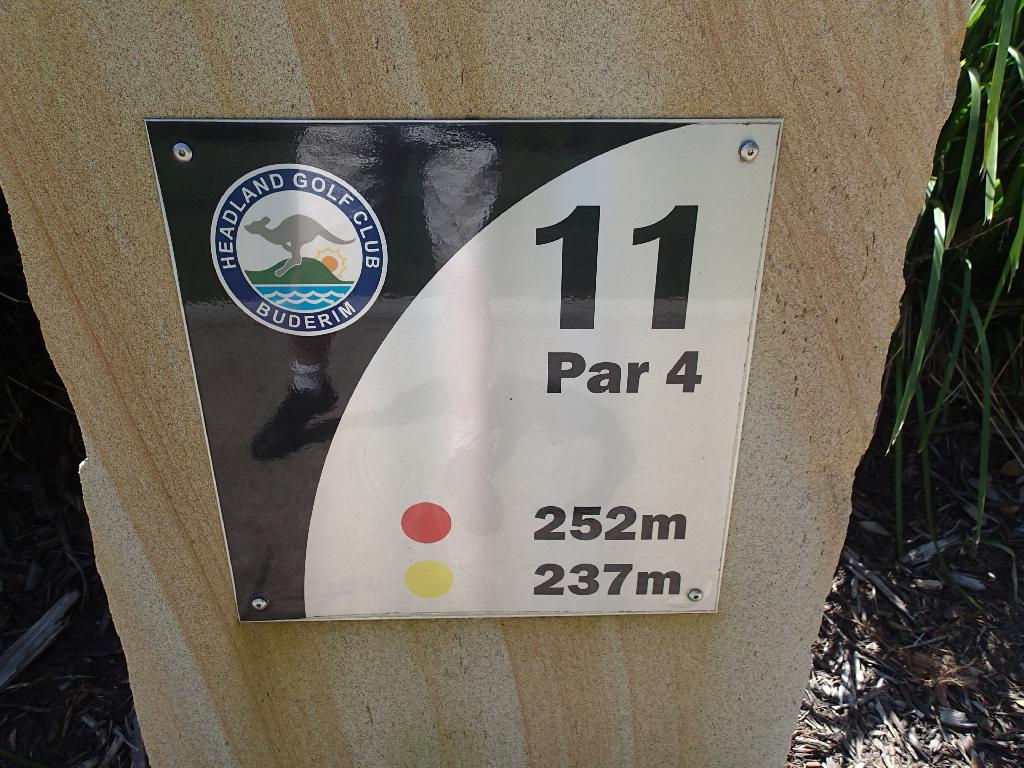 HEADLAND GOLF CLUB
BUDERIM
11
Par 4
252m
237m